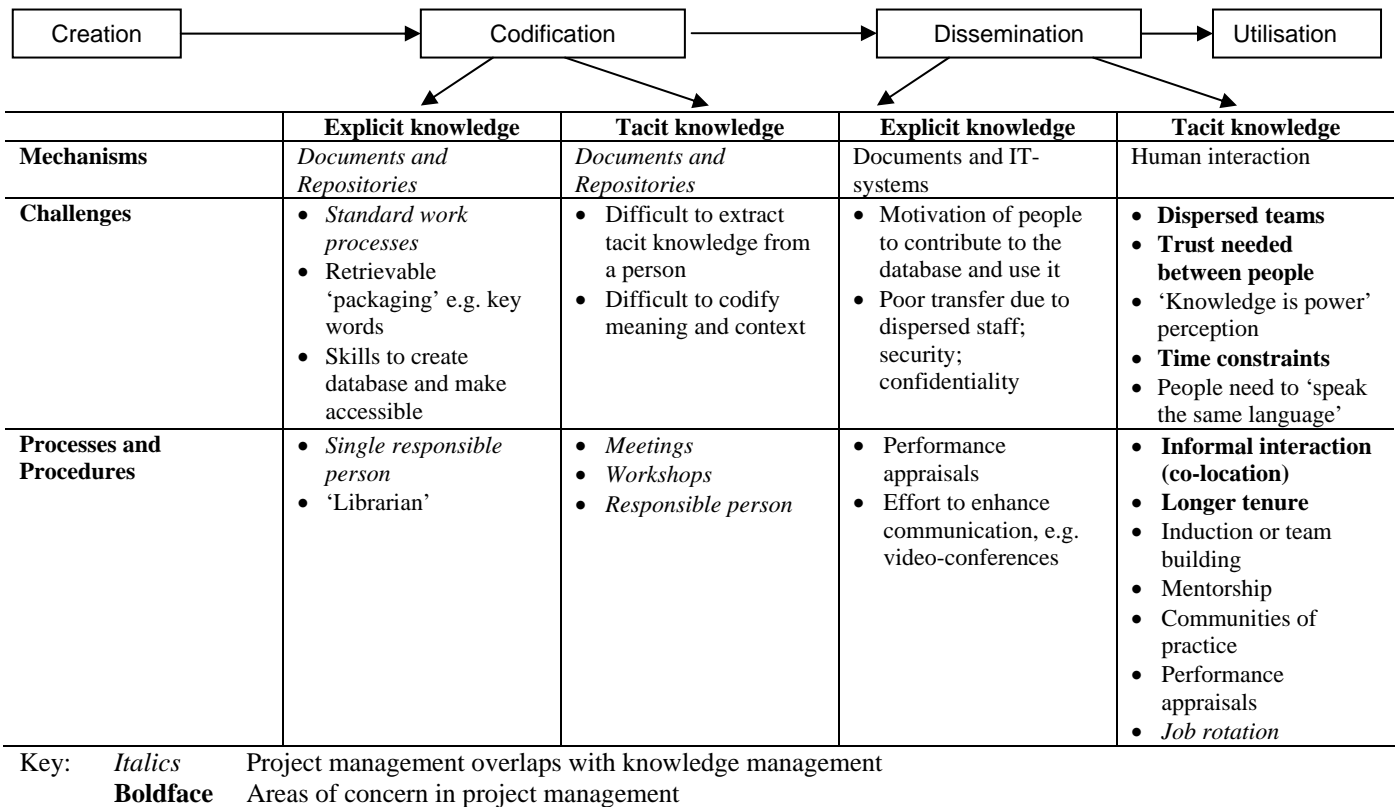 Creation
Codification
Dissemination
Utilisation
Explicit knowledge
Tacit knowledge
Explicit knowledge
Tacit knowledge
Mechanisms
Documents and
Repositories
Documents and
Repositories
Documents and IT-
systems
Human interaction
Challenges
• Standard work
processes
• Retrievable
‘packaging’ e.g. key
words
• Skills to create
database and make
accessible
• Difficult to extract
tacit knowledge from
a person
• Difficult to codify
meaning and context
• Motivation of people
to contribute to the
database and use it
• Poor transfer due to
dispersed staff;
security;
confidentiality
• Dispersed teams
• Trust needed
between people
• ‘Knowledge is power’
perception
• Time constraints
• People need to ‘speak
the same language’
Processes and
Procedures
• Single responsible
person
• ‘Librarian’
• Meetings
• Workshops
• Responsible person
• Performance
appraisals
• Effort to enhance
communication, e.g.
video-conferences
• Informal interaction
(co-location)
• Longer tenure
• Induction or team
building
• Mentorship
• Communities of
practice
• Performance
appraisals
• Job rotation
Key: Italics Project management overlaps with knowledge management
Boldface Areas of concern in project management